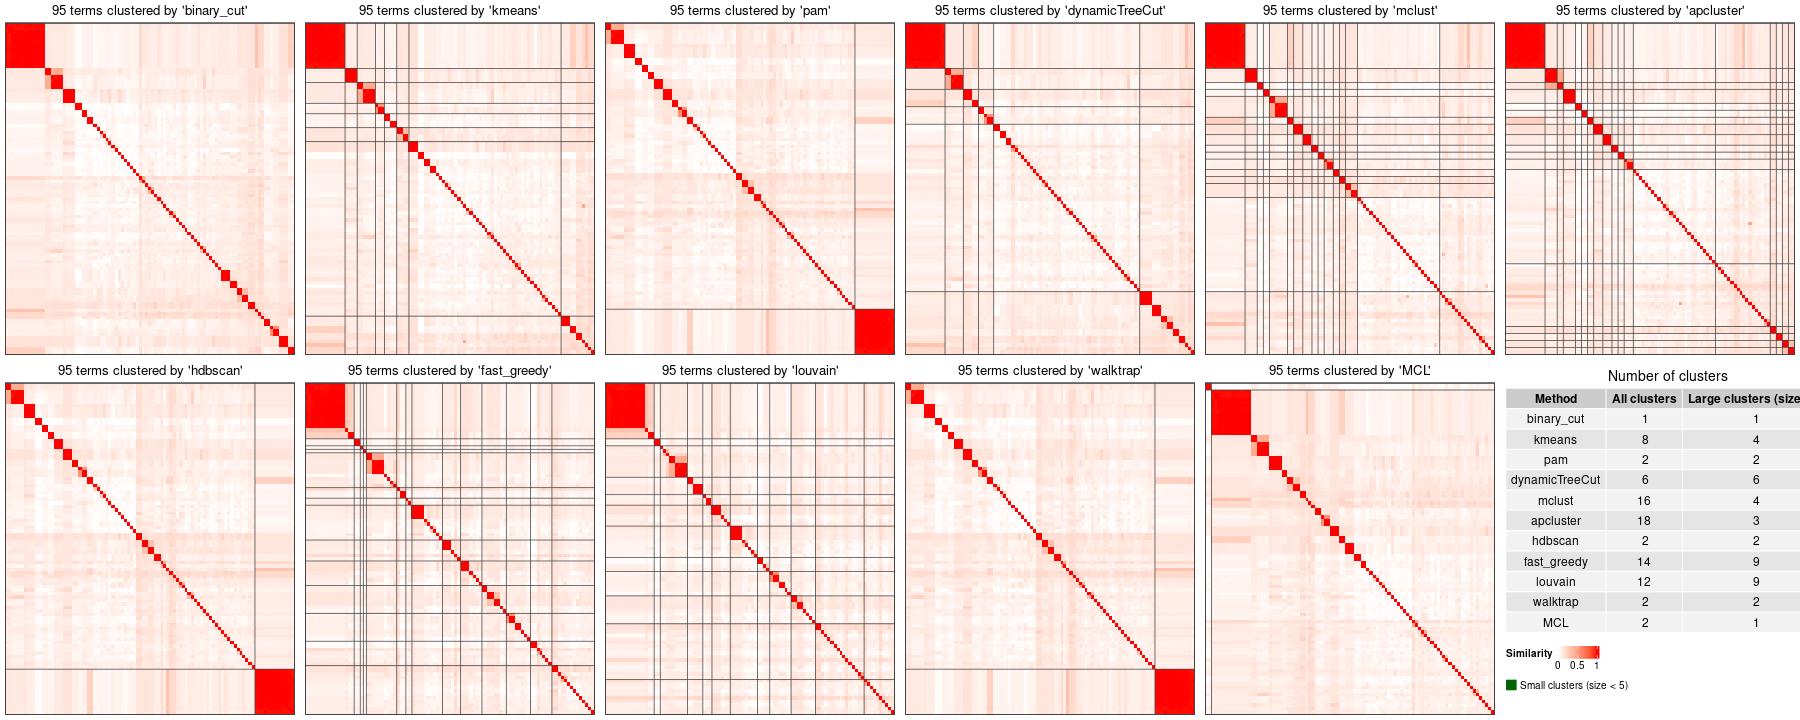 95 terms clustered by 'binary_cut'
95 terms clustered by 'kmeans'
95 terms clustered by 'pam'
95 terms clustered by 'dynamicTreeCut'
95 terms clustered by 'mclust'
95 terms clustered by 'apcluster'
95 terms clustered by 'hdbscan'
95 terms clustered by 'fast_greedy'
95 terms clustered by 'louvain'
95 terms clustered by 'walktrap'
95 terms clustered by 'MCL'
Number of clusters
Method All clusters Large clusters (size
binary_cut 1 1
kmeans 8 4
pam 2 2
dynamicTreeCut 6 6
mclust 16 4
apcluster 18 3
hdbscan 2 2
fast_greedy 14 9
louvain 12 9
walktrap 2 2
MCL 2 1
Similarity
0 0.5 1
Small clusters (size < 5)